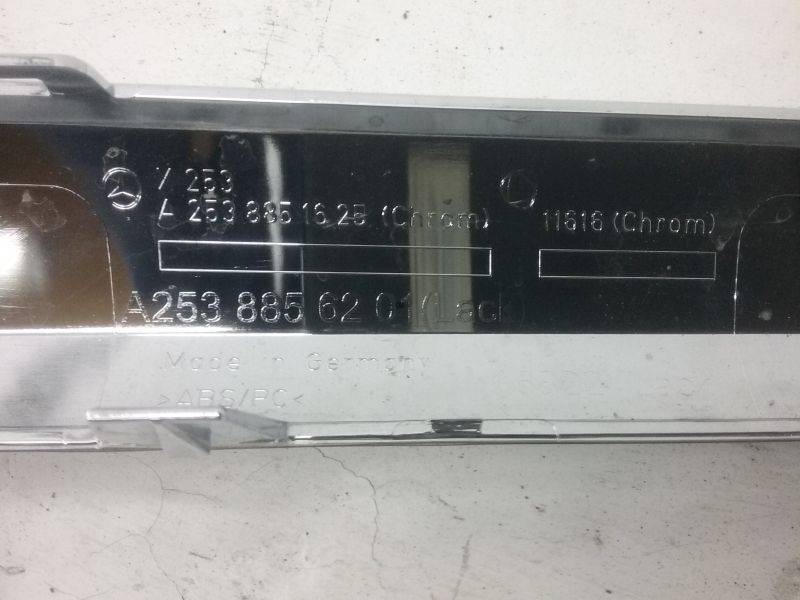 X 253
A 253 885 16 25 (Chrom)
11616 (Chrom)
A253 885 62 01 (Lack)
Made in Germany
>ABS/PC<